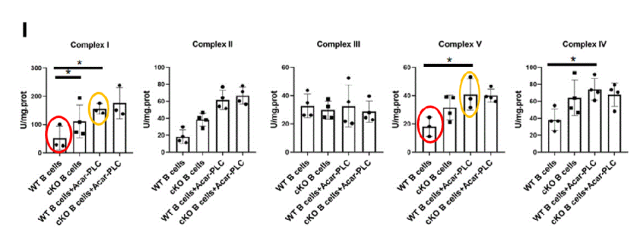 I
Complex I
Complex II
Complex III
Complex V
Complex IV
U/mg.prot
300
200
100
0
*
*
WT B cells
cKO B cells
WT B cells+Acar-PLC
cKO B cells+Acar-PLC
U/mg.prot
100
80
60
40
20
0
WT B cells
cKO B cells
WT B cells+Acar-PLC
cKO B cells+Acar-PLC
U/mg.prot
60
40
20
0
WT B cells
cKO B cells
WT B cells+Acar-PLC
cKO B cells+Acar-PLC
U/mg.prot
60
40
20
0
*
WT B cells
cKO B cells
WT B cells+Acar-PLC
cKO B cells+Acar-PLC
U/mg.prot
100
80
60
40
20
0
*
WT B cells
cKO B cells
WT B cells+Acar-PLC
cKO B cells+Acar-PLC